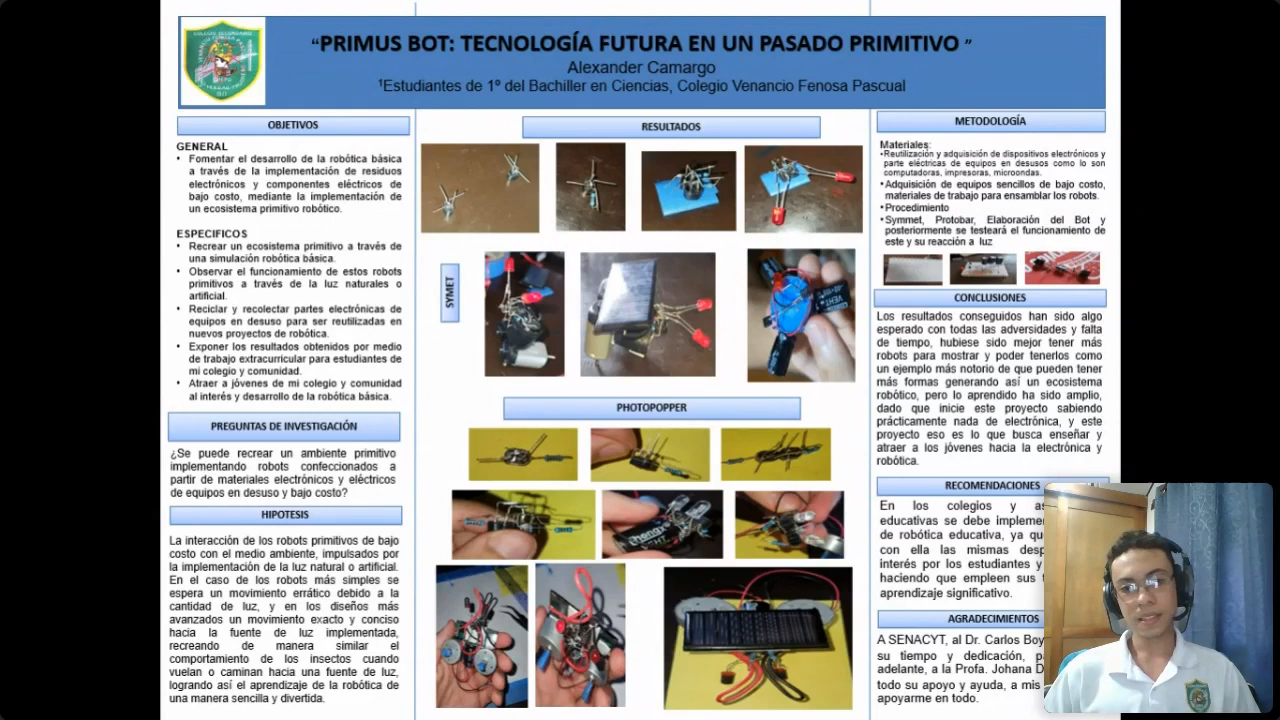 “PRIMUS BOT: TECNOLOGÍA FUTURA EN UN PASADO PRIMITIVO ”
Alexander Camargo
¹Estudiantes de 1º del Bachiller en Ciencias, Colegio Venancio Fenosa Pascual
OBJETIVOS
GENERAL
• Fomentar el desarrollo de la robótica básica
a través de la implementación de residuos
electrónicos y componentes eléctricos de
bajo costo, mediante la implementación de
un ecosistema primitivo robótico.
ESPECIFICOS
• Recrear un ecosistema primitivo a través de
una simulación robótica básica.
• Observar el funcionamiento de estos robots
primitivos a través de la luz naturales o
artificial.
• Reciclar y recolectar partes electrónicas de
equipos en desuso para ser reutilizadas en
nuevos proyectos de robótica.
• Exponer los resultados obtenidos por medio
de trabajo extracurricular para estudiantes de
mi colegio y comunidad.
• Atraer a jóvenes de mi colegio y comunidad
al interés y desarrollo de la robótica básica.
PREGUNTAS DE INVESTIGACIÓN
¿Se puede recrear un ambiente primitivo
implementando robots confeccionados a
partir de materiales electrónicos y eléctricos
de equipos en desuso y bajo costo?
HIPOTESIS
La interacción de los robots primitivos de bajo
costo con el medio ambiente, impulsados por
la implementación de la luz natural o artificial.
En el caso de los robots más simples se
espera un movimiento errático debido a la
cantidad de luz, y en los diseños más
avanzados un movimiento exacto y conciso
hacia la fuente de luz implementada,
recreando de manera similar el
comportamiento de los insectos cuando
vuelan o caminan hacia una fuente de luz,
logrando así el aprendizaje de la robótica de
una manera sencilla y divertida.
RESULTADOS
SYMET
PHOTOPOPPER
METODOLOGÍA
Materiales:
• Reutilización y adquisición de dispositivos electrónicos y
parte eléctricas de equipos en desusos como lo son
computadoras, impresoras, microondas.
• Adquisición de equipos sencillos de bajo costo,
materiales de trabajo para ensamblar los robots.
• Procedimiento
• Symmet, Protobar, Elaboración del Bot y
posteriormente se testeará el funcionamiento de
este y su reacción a luz
CONCLUSIONES
Los resultados conseguidos han sido algo
esperado con todas las adversidades y falta
de tiempo, hubiese sido mejor tener más
robots para mostrar y poder tenerlos como
un ejemplo más notorio de que pueden tener
más formas generando así un ecosistema
robótico, pero lo aprendido ha sido amplio,
dado que inicie este proyecto sabiendo
prácticamente nada de electrónica, y este
proyecto eso es lo que busca enseñar y
atraer a los jóvenes hacia la electrónica y
robótica.
RECOMENDACIONES
En los colegios y
educativas se debe
de robótica educativa, ya
con ella las mismas
interés por los estudiantes y
haciendo que empleen sus
aprendizaje significativo.
AGRADECIMIENTOS
A SENACYT, al Dr. Carlos
su tiempo y dedicación,
adelante, a la Profa. Johana
todo su apoyo y ayuda, a mis
apoyarme en todo.